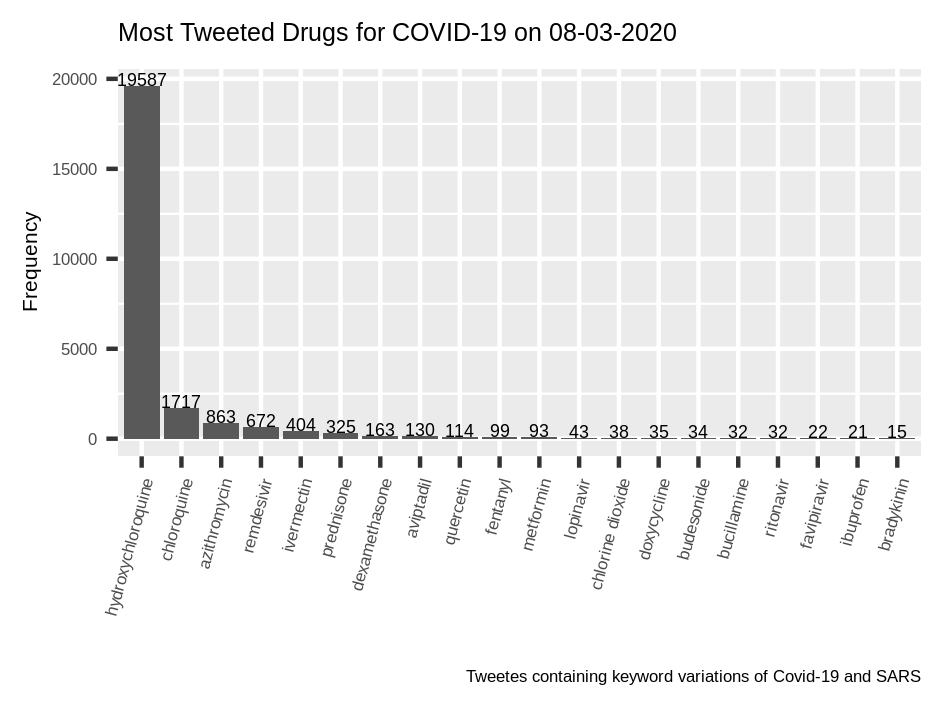 Most Tweeted Drugs for COVID-19 on 08-03-2020
Frequency
20000
15000
10000
5000
0
19587
1717
863
672
404
325
163
130
114
99
93
43
38
35
34
32
32
22
21
15
hydroxychloroquine
chloroquine
azithromycin
remdesivir
ivermectin
prednisone
dexamethasone
aviptadil
quercetin
fentanyl
metformin
lopinavir
chlorine dioxide
doxycycline
budesonide
bucillamine
ritonavir
favipiravir
ibuprofen
bradykinin
Tweetes containing keyword variations of Covid-19 and SARS